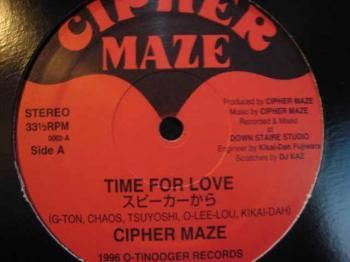 CIPHER
MAZE
STEREO
33⅓RPM
0002-A
Side A
Produced by CIPHER MAZE
Music by CIPHER MAZE
Recorded & Mixed
at
DOWN STAIRE STUDIO
Engineer by Kikai-Dah Fujiwara
Scratches by DJ KAZ
TIME FOR LOVE
スピーカーから
(G-TON, CHAOS, TSUYOSHI, O-LEE-LOU, KIKAI-DAH)
CIPHER MAZE
1996 O-TINOOGER RECORDS